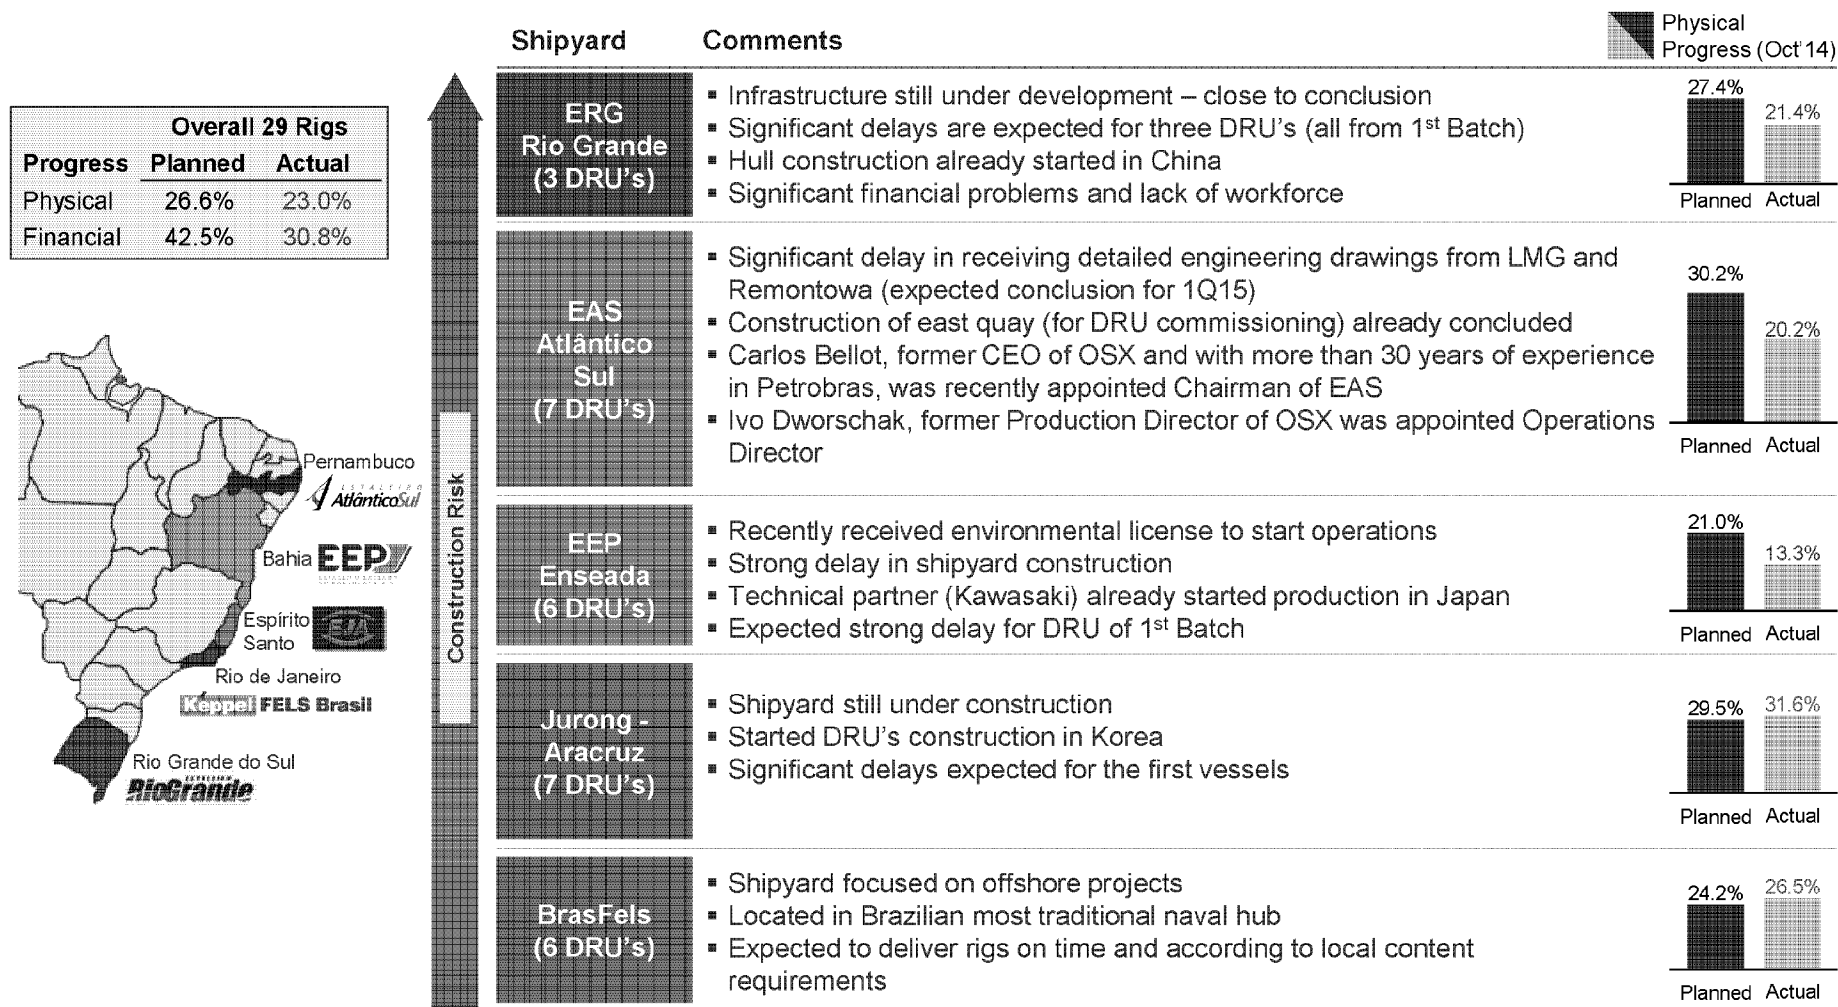 Shipyard
Comments
Physical
Progress (Oct'14)
Overall 29 Rigs
Progress Planned Actual
Physical 26.6% 23.0%
Financial 42.5% 30.8%
Pernambuco
ESTALEIRO
AtlânticoSul
Bahia EEP
Espírito
Santo
Rio de Janeiro
Keppel FELS Brasil
Rio Grande do Sul
ESTALEIRO
RioGrande
Construction Risk
ERG
Rio Grande
(3 DRU's)
▪ Infrastructure still under development – close to conclusion
▪ Significant delays are expected for three DRU's (all from 1st Batch)
▪ Hull construction already started in China
▪ Significant financial problems and lack of workforce
27.4%
21.4%
Planned Actual
EAS
Atlântico
Sul
(7 DRU's)
▪ Significant delay in receiving detailed engineering drawings from LMG and
Remontowa (expected conclusion for 1Q15)
▪ Construction of east quay (for DRU commissioning) already concluded
▪ Carlos Bellot, former CEO of OSX and with more than 30 years of experience
in Petrobras, was recently appointed Chairman of EAS
▪ Ivo Dworschak, former Production Director of OSX was appointed Operations
Director
30.2%
20.2%
Planned Actual
EEP
Enseada
(6 DRU's)
▪ Recently received environmental license to start operations
▪ Strong delay in shipyard construction
▪ Technical partner (Kawasaki) already started production in Japan
▪ Expected strong delay for DRU of 1st Batch
21.0%
13.3%
Planned Actual
Jurong -
Aracruz
(7 DRU's)
▪ Shipyard still under construction
▪ Started DRU's construction in Korea
▪ Significant delays expected for the first vessels
29.5%
31.6%
Planned Actual
BrasFels
(6 DRU's)
▪ Shipyard focused on offshore projects
▪ Located in Brazilian most traditional naval hub
▪ Expected to deliver rigs on time and according to local content
requirements
24.2%
26.5%
Planned Actual